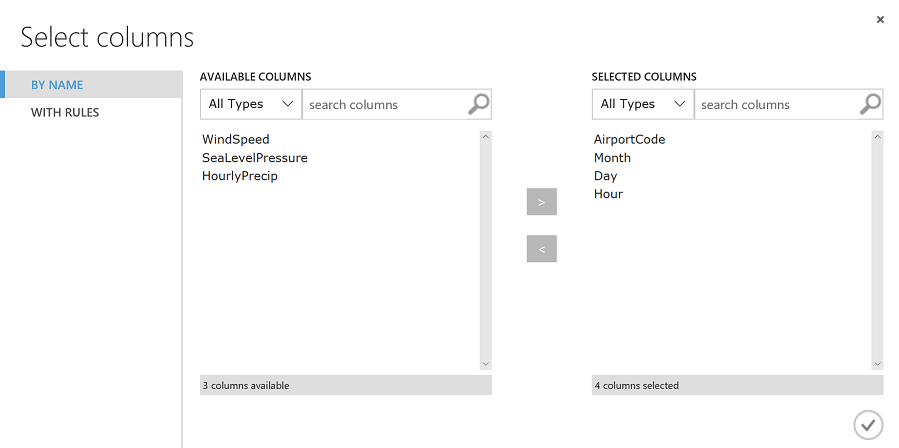 Select columns
BY NAME
WITH RULES
AVAILABLE COLUMNS
All Types
search columns
WindSpeed
SeaLevelPressure
HourlyPrecip
3 columns available
>
<
SELECTED COLUMNS
All Types
search columns
AirportCode
Month
Day
Hour
4 columns selected